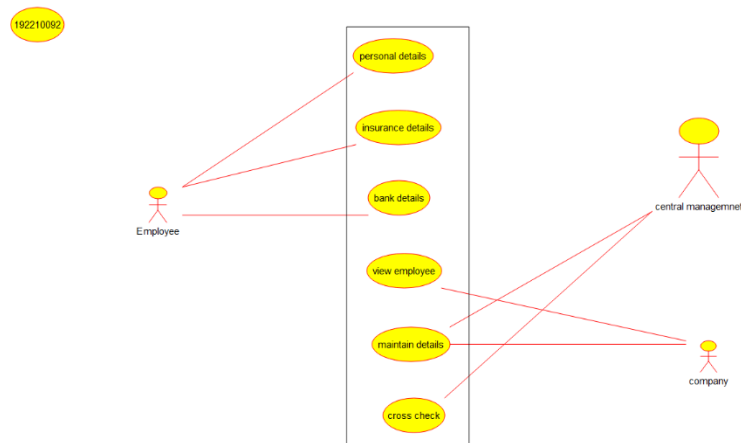 192210092
personal details
insurance details
bank details
Employee
view employee
central managemnet
maintain details
company
cross check